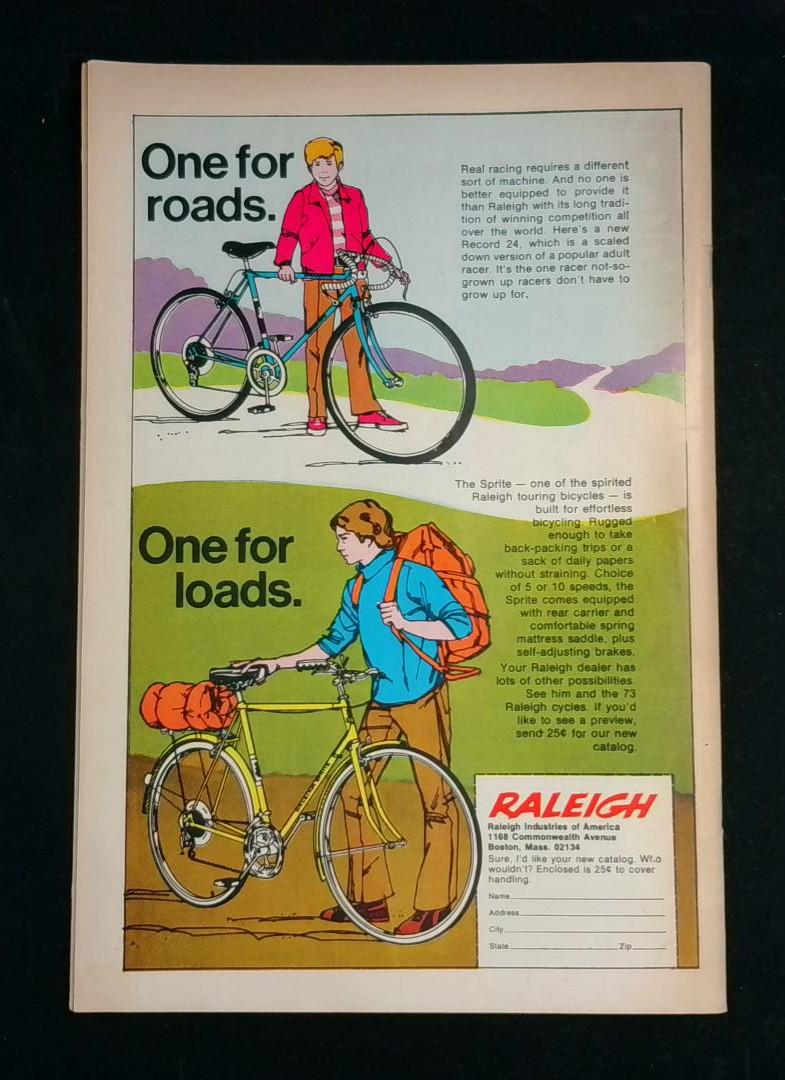 One for
roads.
Real racing requires a different
sort of machine. And no one is
better equipped to provide it
than Raleigh with its long tradi-
tion of winning competition all
over the world. Here's a new
Record 24, which is a scaled
down version of a popular adult
racer. It's the one racer not-so-
grown up racers don't have to
grow up for.
The Sprite — one of the spirited
Raleigh touring bicycles — is
built for effortless
bicycling. Rugged
enough to take
back-packing trips or a
sack of daily papers
without straining. Choice
of 5 or 10 speeds, the
Sprite comes equipped
with rear carrier and
comfortable spring
mattress saddle, plus
self-adjusting brakes.
Your Raleigh dealer has
lots of other possibilities.
See him and the 73
Raleigh cycles. If you'd
like to see a preview,
send 25¢ for our new
catalog.
One for
loads.
RALEIGH
Raleigh Industries of America
1168 Commonwealth Avenue
Boston, Mass. 02134
Sure, I'd like your new catalog. Who
wouldn't? Enclosed is 25¢ to cover
handling.
Name
Address
City
State Zip